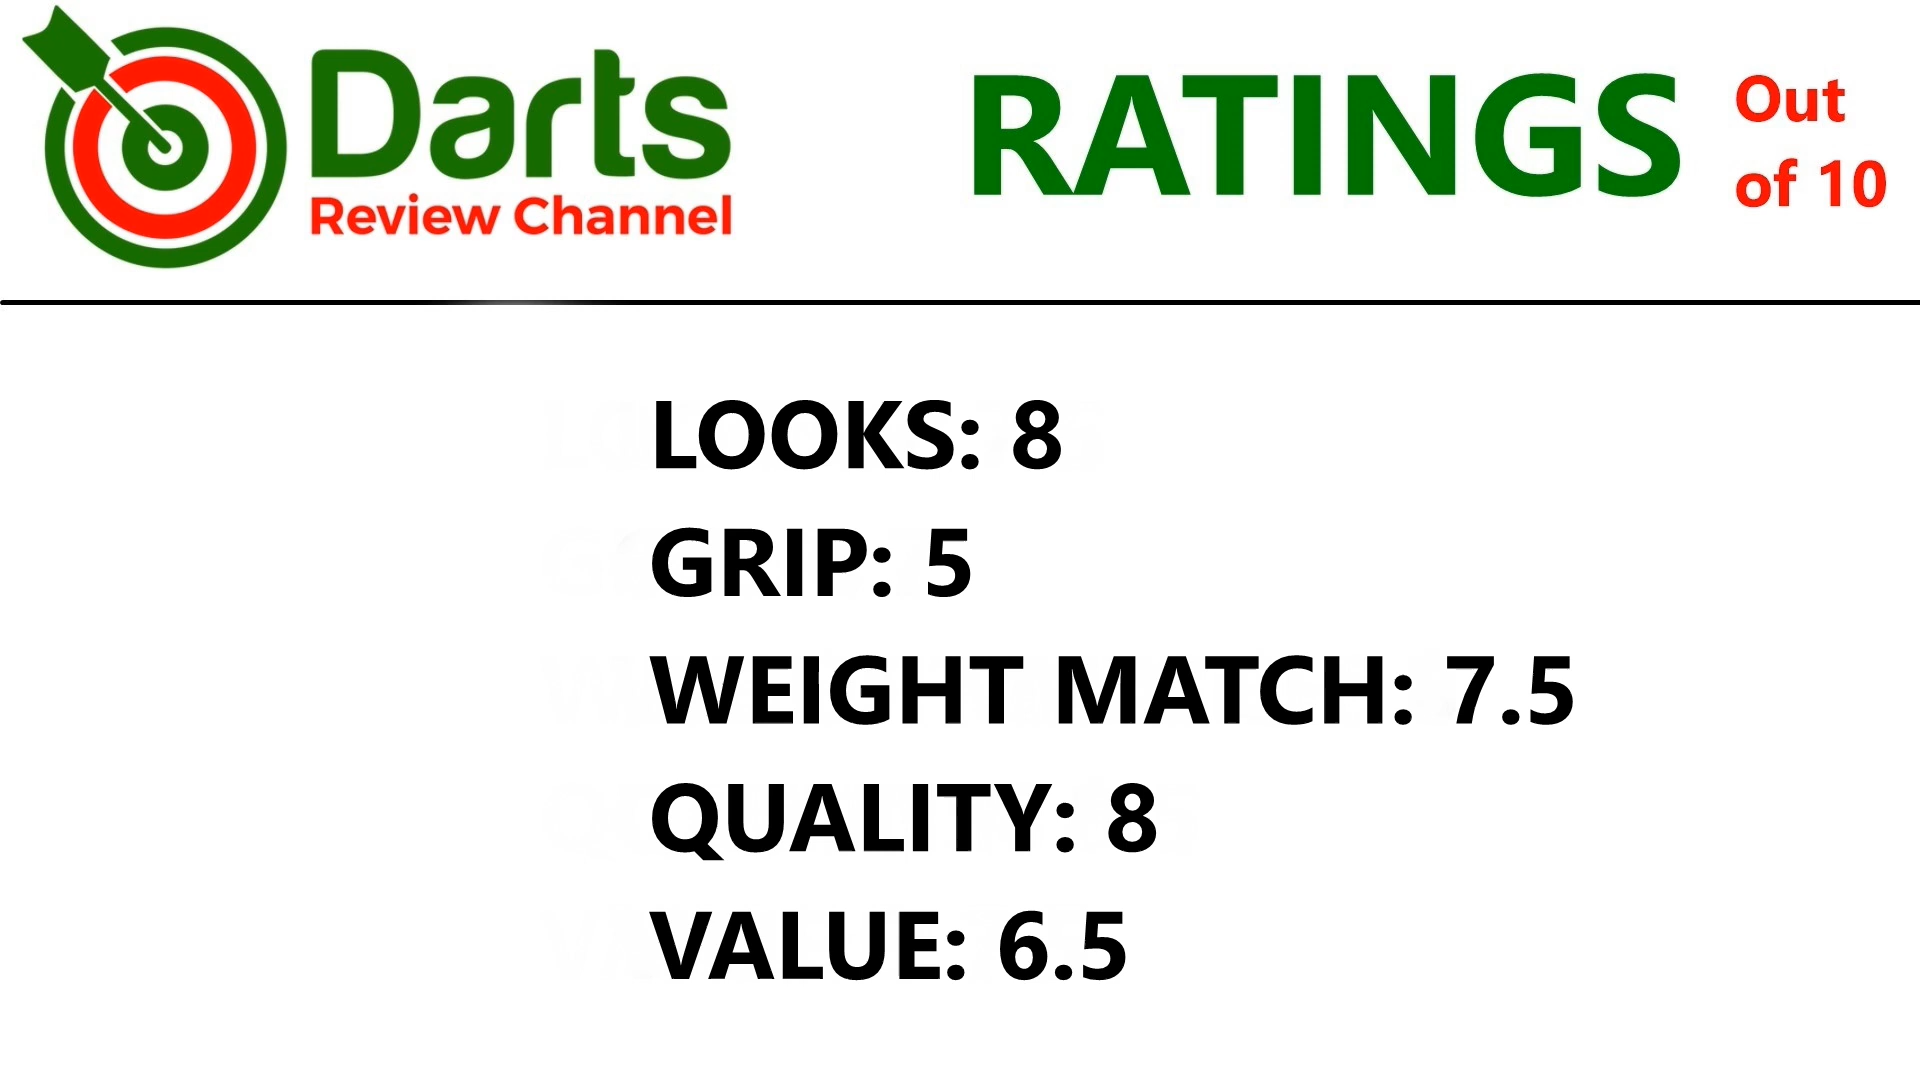 Darts
Review Channel
RATINGS
Out
of 10
LOOKS: 8
GRIP: 5
WEIGHT MATCH: 7.5
QUALITY: 8
VALUE: 6.5